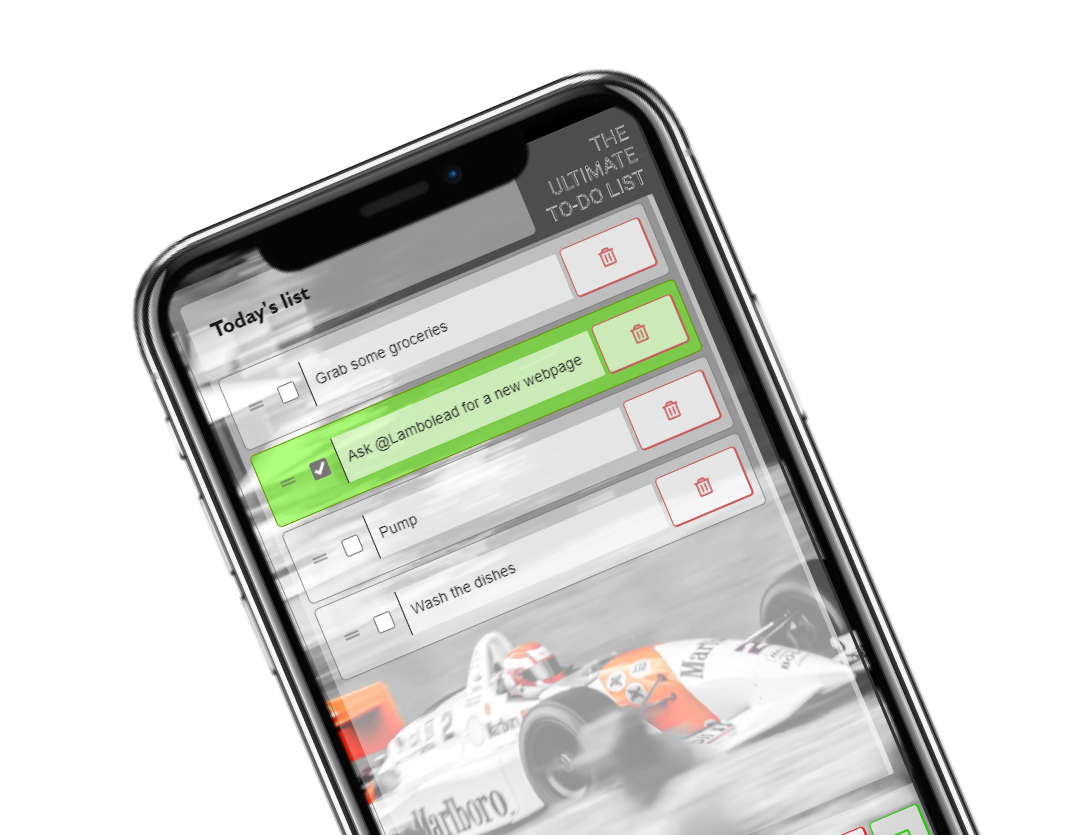 THE
ULTIMATE
TO-DO LIST
Today's list
Grab some groceries
Ask @Lambolead for a new webpage
Pump
Wash the dishes
Marlboro